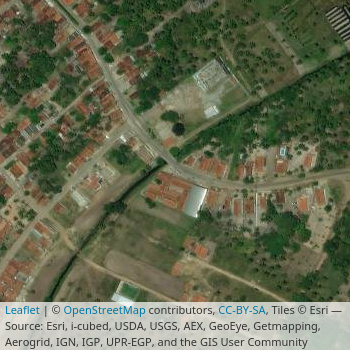 Leaflet | © OpenStreetMap contributors, CC-BY-SA, Tiles © Esri —
Source: Esri, i-cubed, USDA, USGS, AEX, GeoEye, Getmapping,
Aerogrid, IGN, IGP, UPR-EGP, and the GIS User Community